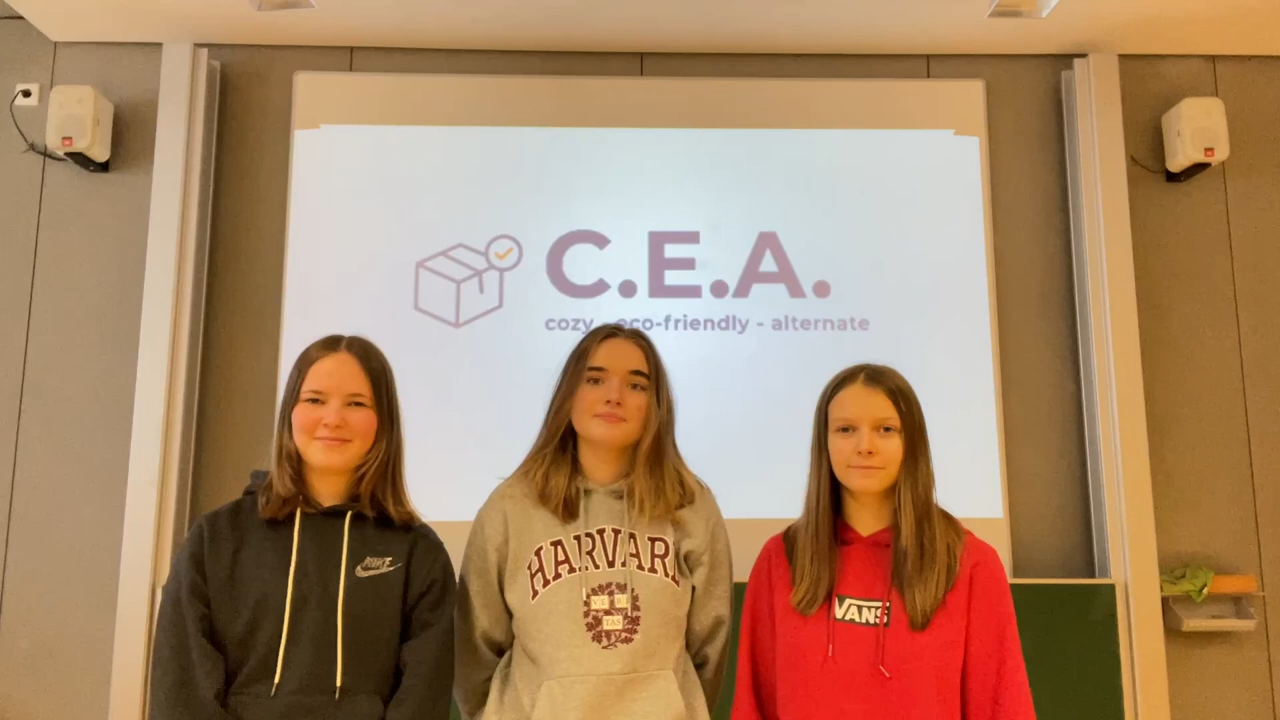 C.E.A.
cozy - eco-friendly - alternate
NIKE
HARVARD
VE RI
TAS
VANS